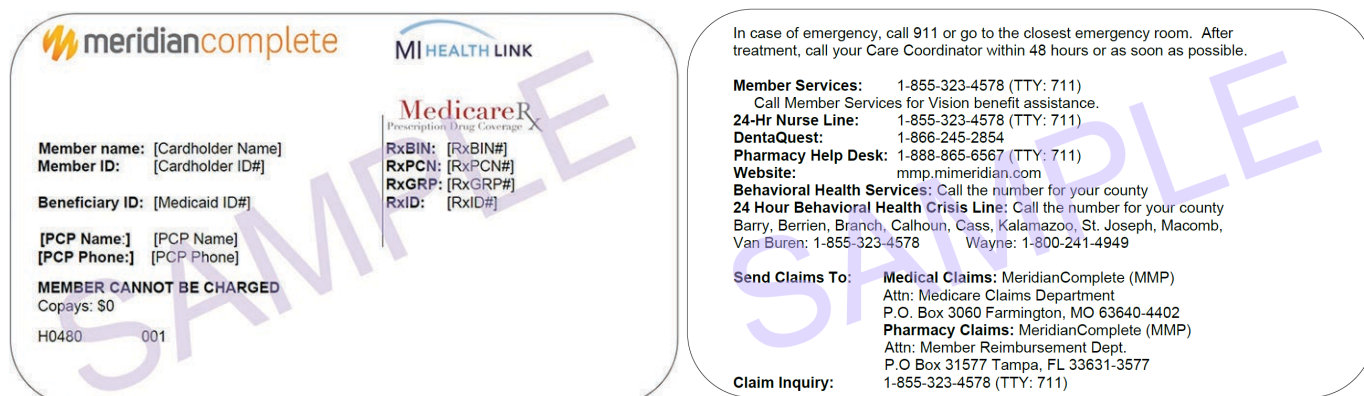 meridiancomplete
MI HEALTH LINK
MedicareRx
Prescription Drug Coverage
Member name: [Cardholder Name]
Member ID: [Cardholder ID#]
Beneficiary ID: [Medicaid ID#]
[PCP Name:] [PCP Name]
[PCP Phone:] [PCP Phone]
MEMBER CANNOT BE CHARGED
Copays: $0
H0480 001
RxBIN: [RxBIN#]
RxPCN: [RxPCN#]
RxGRP: [RxGRP#]
RxID: [RxID#]
SAMPLE
In case of emergency, call 911 or go to the closest emergency room. After
treatment, call your Care Coordinator within 48 hours or as soon as possible.
Member Services: 1-855-323-4578 (TTY: 711)
Call Member Services for Vision benefit assistance.
24-Hr Nurse Line: 1-855-323-4578 (TTY: 711)
DentaQuest: 1-866-245-2854
Pharmacy Help Desk: 1-888-865-6567 (TTY: 711)
Website: mmp.mimeridian.com
Behavioral Health Services: Call the number for your county
24 Hour Behavioral Health Crisis Line: Call the number for your county
Barry, Berrien, Branch, Calhoun, Cass, Kalamazoo, St. Joseph, Macomb,
Van Buren: 1-855-323-4578 Wayne: 1-800-241-4949
Send Claims To: Medical Claims: MeridianComplete (MMP)
Attn: Medicare Claims Department
P.O. Box 3060 Farmington, MO 63640-4402
Pharmacy Claims: MeridianComplete (MMP)
Attn: Member Reimbursement Dept.
P.O Box 31577 Tampa, FL 33631-3577
Claim Inquiry: 1-855-323-4578 (TTY: 711)
SAMPLE